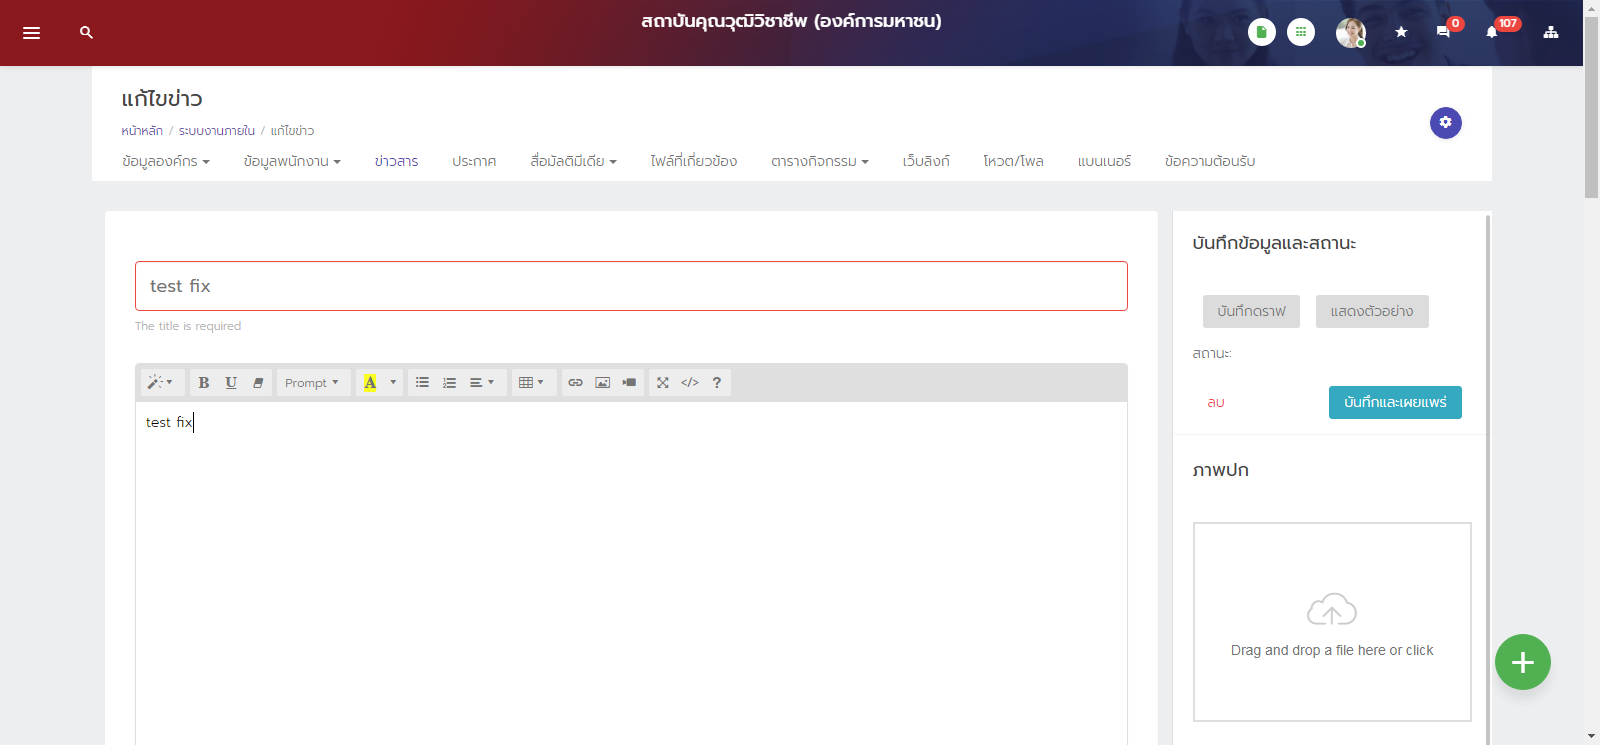 สถาบันคุณวุฒิวิชาชีพ (องค์การมหาชน)
0
107
แก้ไขข่าว
หน้าหลัก / ระบบงานภายใน / แก้ไขข่าว
ข้อมูลองค์กร ข้อมูลพนักงาน ข่าวสาร ประกาศ สื่อมัลติมีเดีย ไฟล์ที่เกี่ยวข้อง ตารางกิจกรรม เว็บลิงก์ โหวต/โพล แบนเนอร์ ข้อความต้อนรับ
test fix
The title is required
B U Prompt A </> ?
test fix
บันทึกข้อมูลและสถานะ
บันทึกดราฟ แสดงตัวอย่าง
สถานะ:
ลบ บันทึกและเผยแพร่
ภาพปก
Drag and drop a file here or click